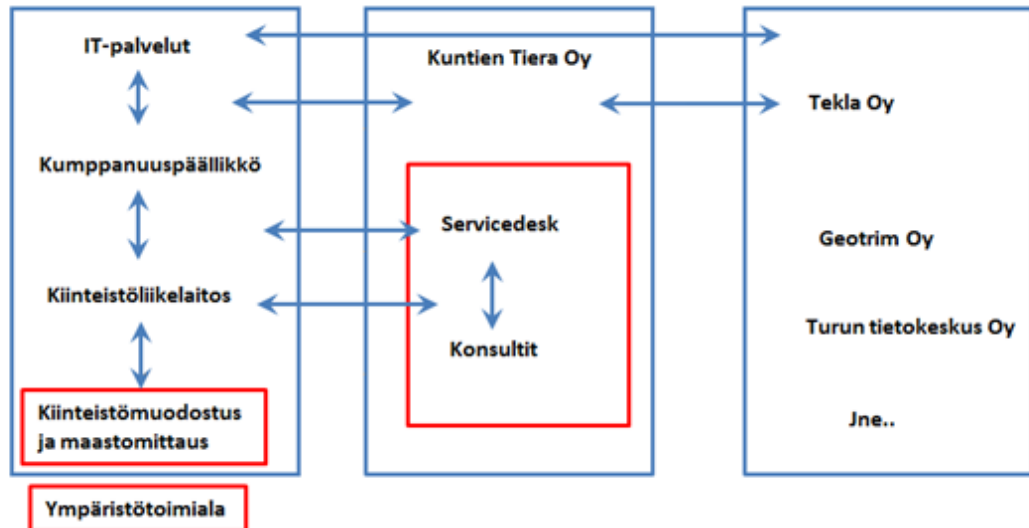 IT-palvelut
Kumppanuuspäällikkö
Kiinteistöliikelaitos
Kiinteistömuodostus
ja maastomittaus
Ympäristötoimiala
Kuntien Tiera Oy
Servicedesk
Konsultit
Tekla Oy
Geotrim Oy
Turun tietokeskus Oy
Jne..